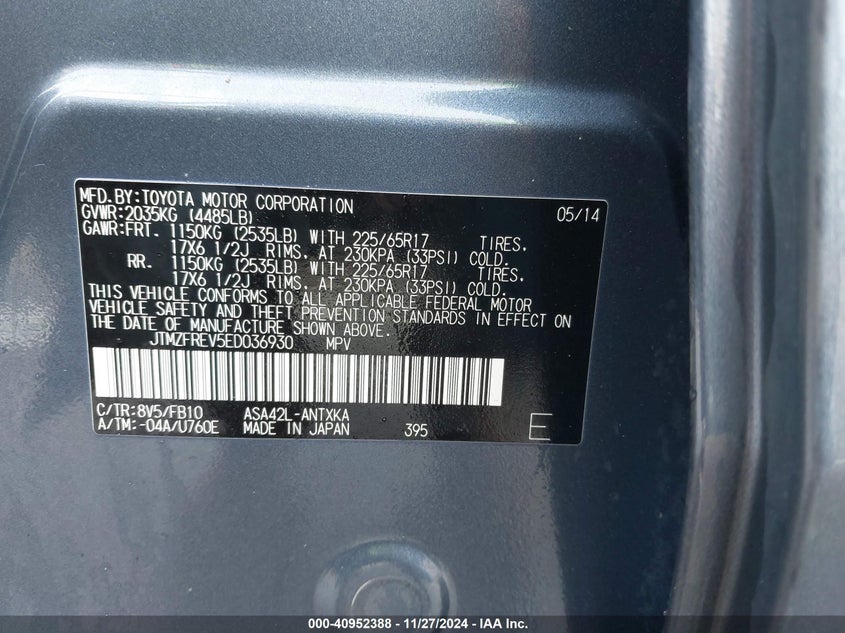 MFD.BY:TOYOTA MOTOR CORPORATION 05/14
GVWR:2035KG (4485LB)
GAWR:FRT. 1150KG (2535LB) WITH 225/65R17 TIRES,
17X6 1/2J RIMS, AT 230KPA (33PSI) COLD.
RR. 1150KG (2535LB) WITH 225/65R17 TIRES,
17X6 1/2J RIMS, AT 230KPA (33PSI) COLD.
THIS VEHICLE CONFORMS TO ALL APPLICABLE FEDERAL MOTOR
VEHICLE SAFETY AND THEFT PREVENTION STANDARDS IN EFFECT ON
THE DATE OF MANUFACTURE SHOWN ABOVE.
JTMZFREV5ED036930 MPV
C/TR:8V5/FB10 ASA42L-ANTXKA
A/TM:-04A/U760E MADE IN JAPAN 395 E
000-40952388 - 11/27/2024 - IAA Inc.